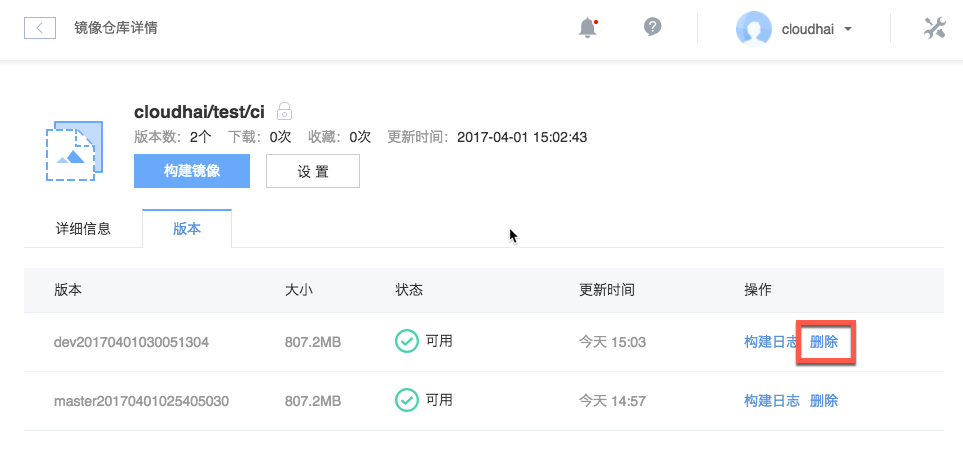 镜像仓库详情
cloudhai
cloudhai/test/ci
版本数：2个 下载：0次 收藏：0次 更新时间：2017-04-01 15:02:43
构建镜像 设 置
详细信息 版本
版本 大小 状态 更新时间 操作
dev20170401030051304 807.2MB 可用 今天 15:03 构建日志 删除
master20170401025405030 807.2MB 可用 今天 14:57 构建日志 删除